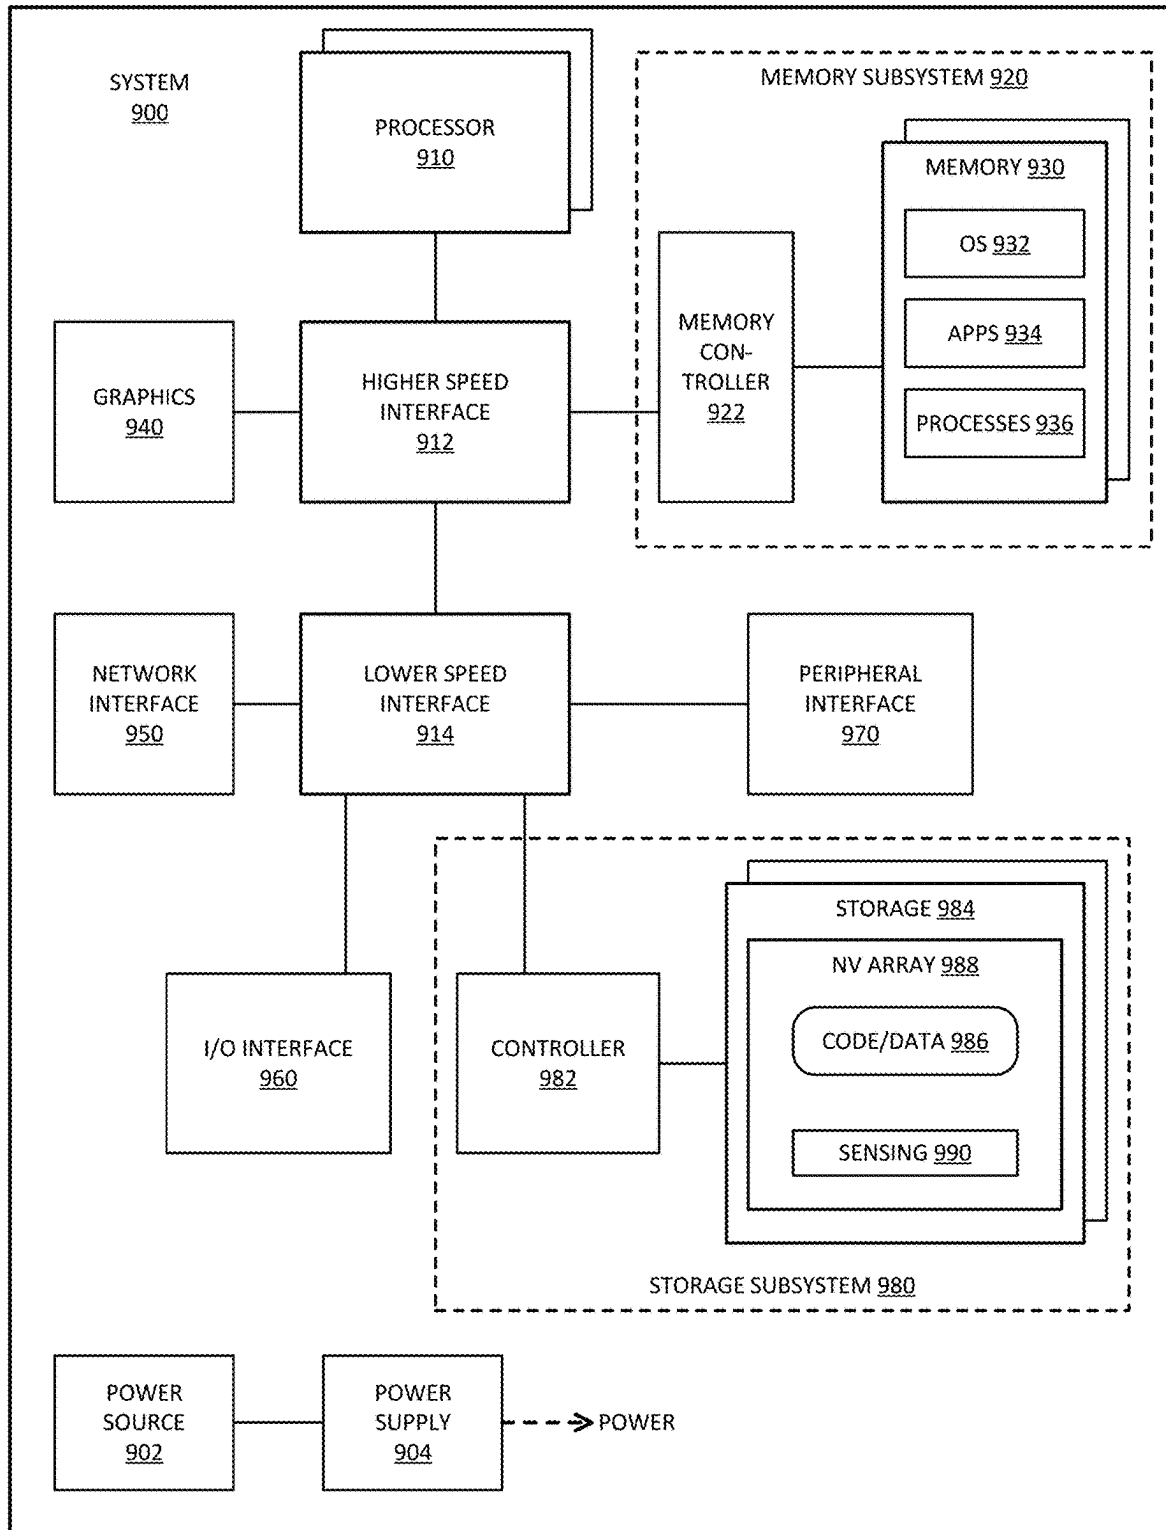 SYSTEM
900
PROCESSOR
910
MEMORY SUBSYSTEM 920
MEMORY 930
OS 932
APPS 934
PROCESSES 936
MEMORY
CON-
TROLLER
922
GRAPHICS
940
HIGHER SPEED
INTERFACE
912
NETWORK
INTERFACE
950
LOWER SPEED
INTERFACE
914
PERIPHERAL
INTERFACE
970
I/O INTERFACE
960
CONTROLLER
982
STORAGE 984
NV ARRAY 988
CODE/DATA 986
SENSING 990
STORAGE SUBSYSTEM 980
POWER
SOURCE
902
POWER
SUPPLY
904
POWER